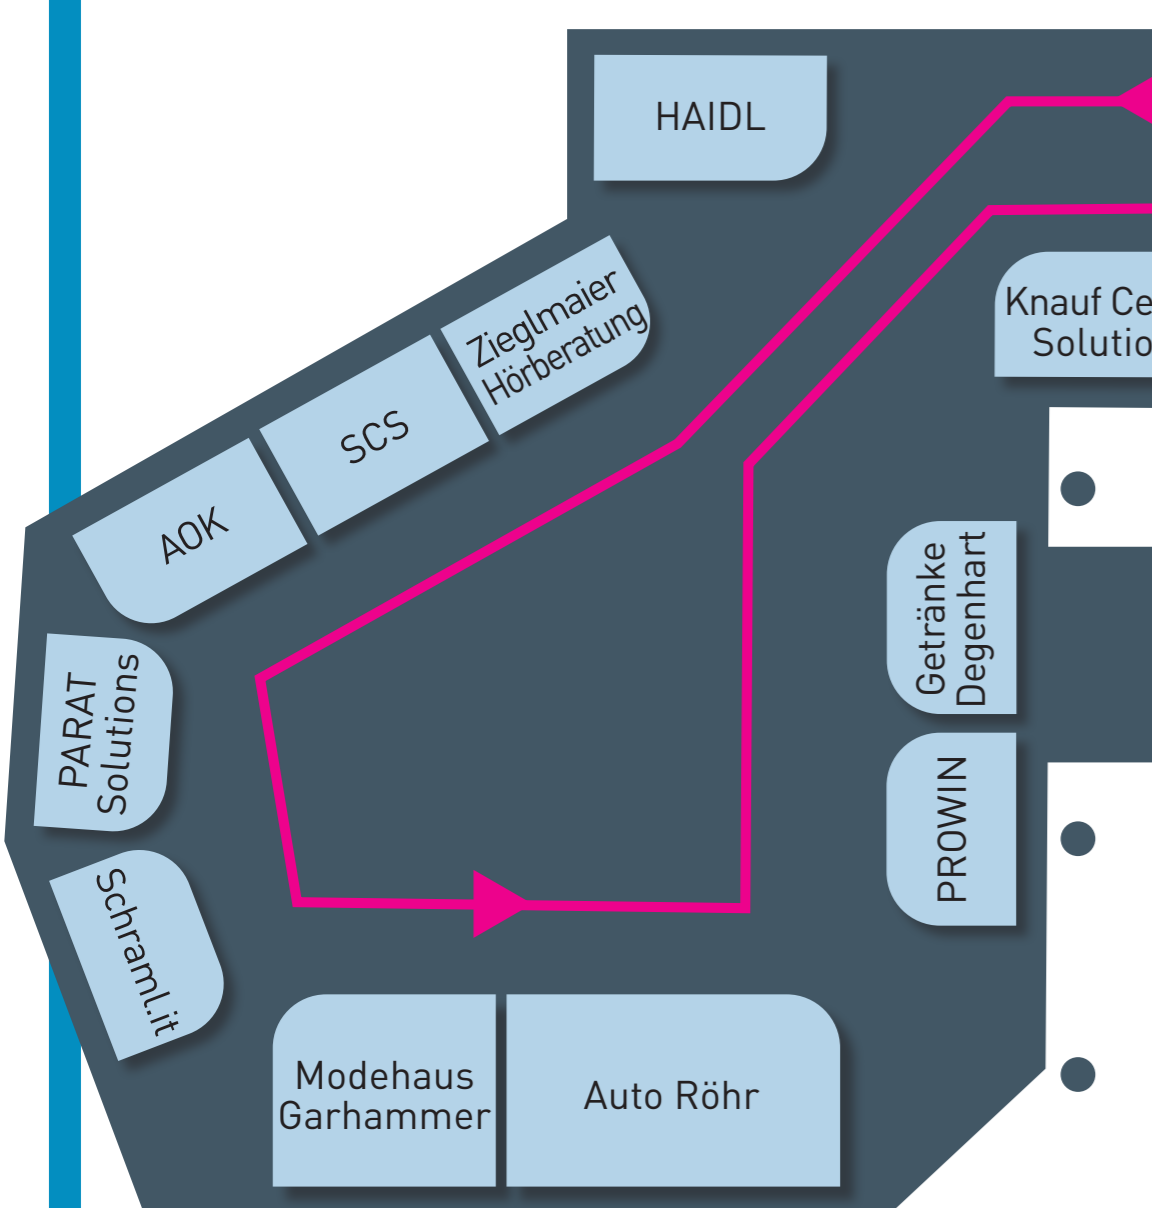 HAIDL
Zieglmaier
Hörberatung
Knauf Ce
Solutio
SCS
AOK
Getränke
Degenhart
PARAT
Solutions
PROWIN
Schraml.it
Modehaus
Garhammer
Auto Röhr